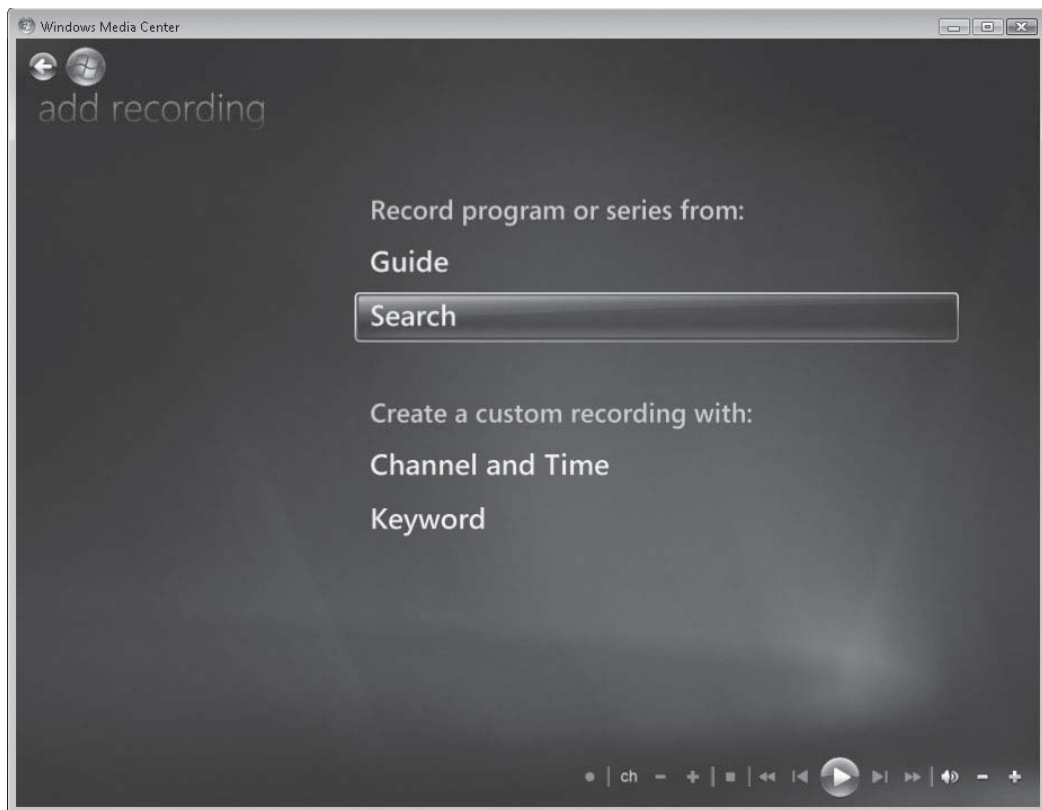 Windows Media Center
add recording
Record program or series from:
Guide
Search
Create a custom recording with:
Channel and Time
Keyword
ch